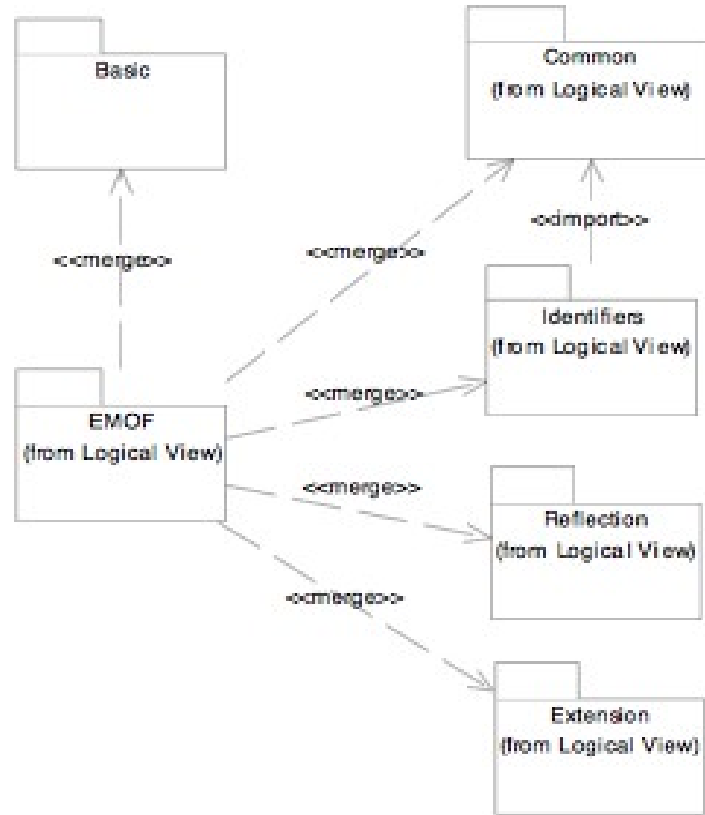 Basic
Common
(from Logical View)
<<import>>
<<merge>>
<<merge>>
Identifiers
(from Logical View)
<<merge>>
EMOF
(from Logical View)
<<merge>>
Reflection
(from Logical View)
<<merge>>
Extension
(from Logical View)